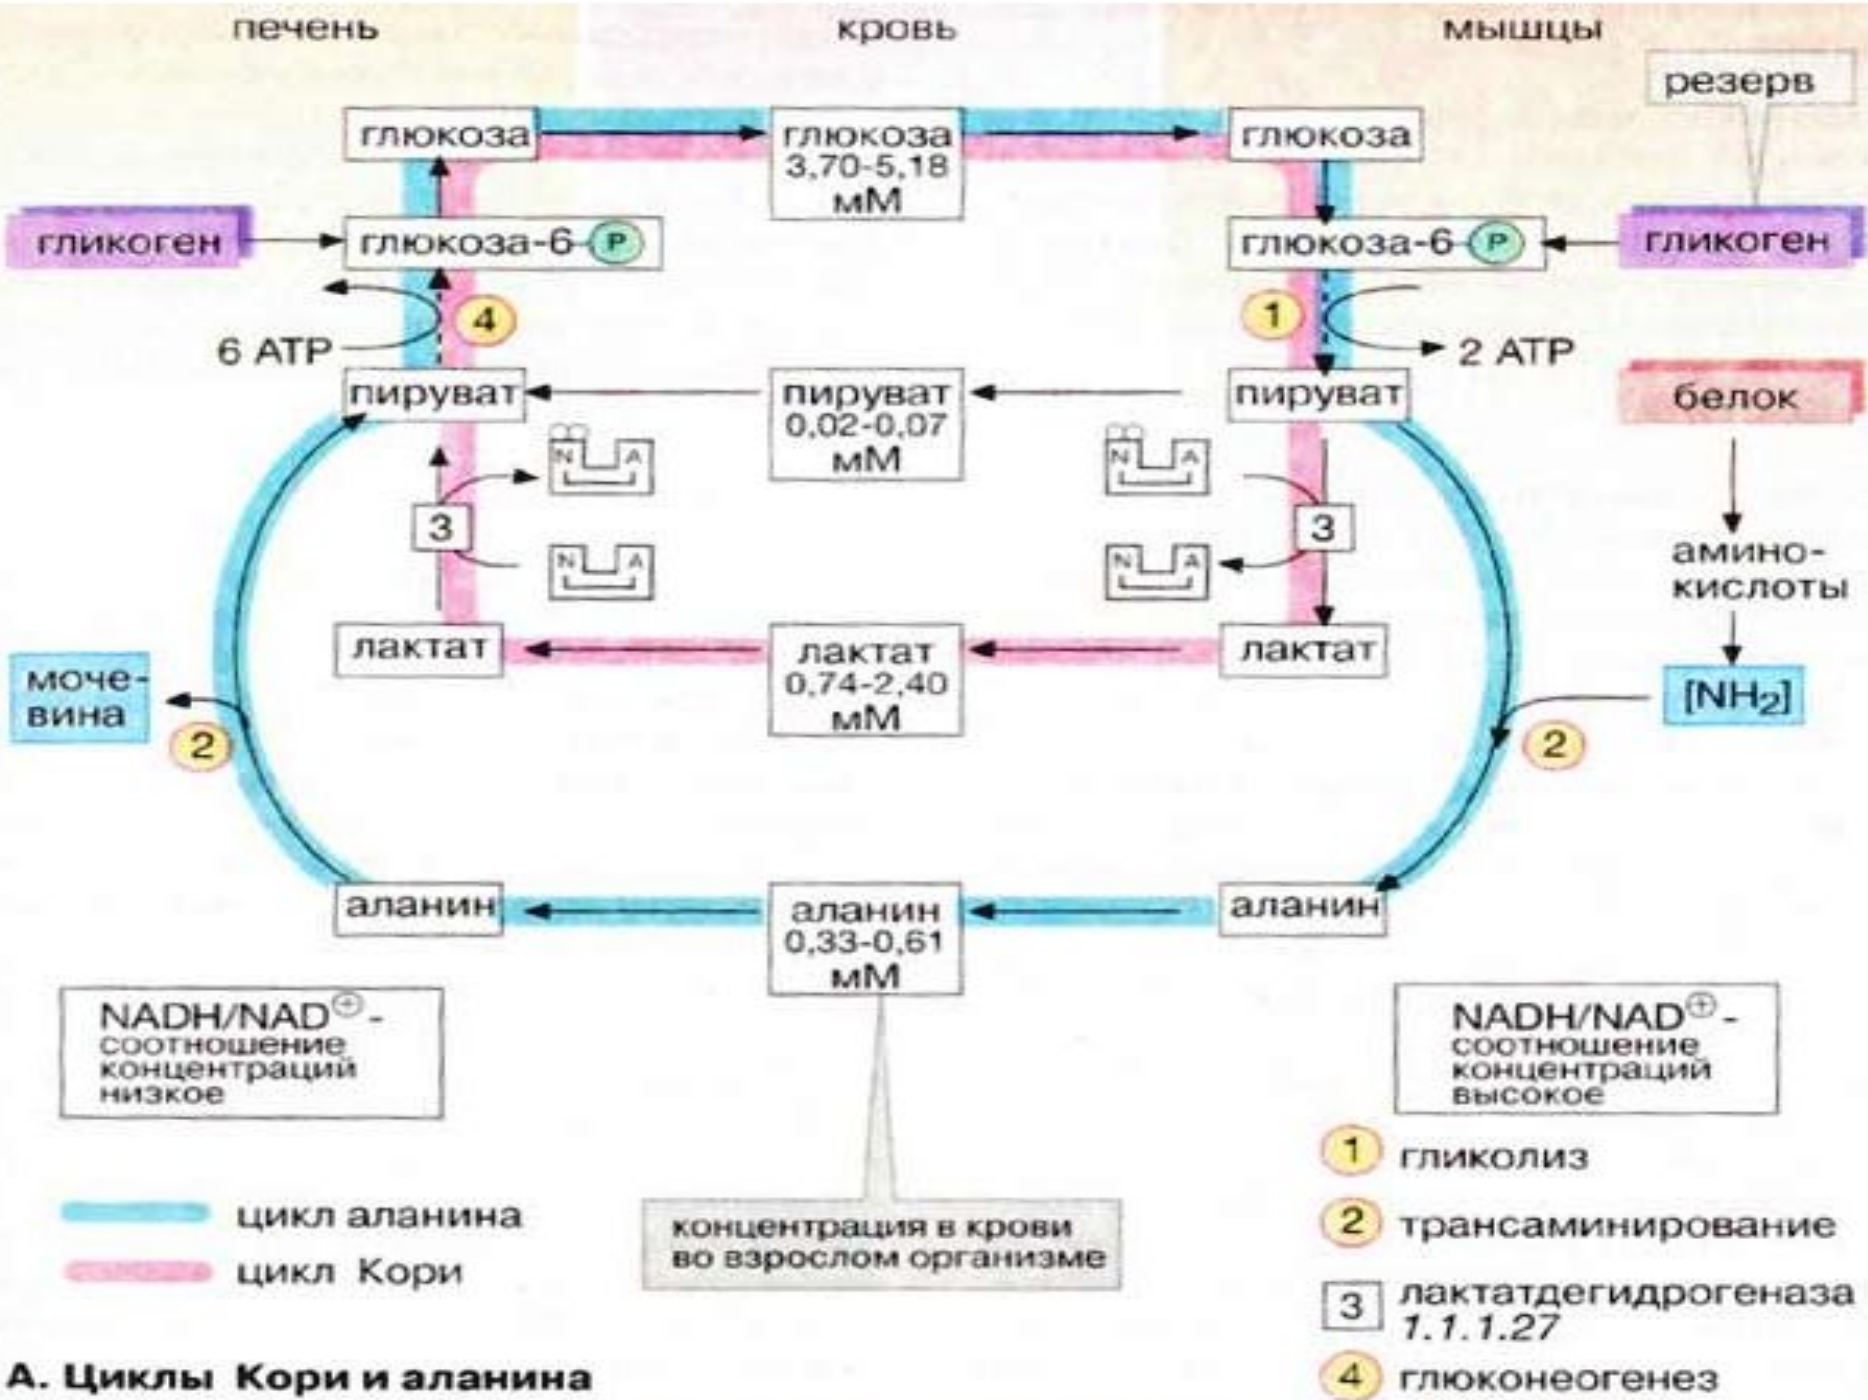 печень
кровь
мышцы
резерв
глюкоза
глюкоза
3,70-5,18
мМ
глюкоза
гликоген
глюкоза-6-P
глюкоза-6-P
гликоген
4
1
6 ATP
2 ATP
пируват
пируват
0,02-0,07
мМ
пируват
белок
N A
N A
3
3
N A
N A
амино-
кислоты
лактат
лактат
0,74-2,40
мМ
лактат
моче-
вина
[NH2]
2
2
аланин
аланин
0,33-0,61
мМ
аланин
NADH/NAD⊕-
соотношение
концентраций
низкое
NADH/NAD⊕-
соотношение
концентраций
высокое
цикл аланина
цикл Кори
концентрация в крови
во взрослом организме
1 гликолиз
2 трансаминирование
3 лактатдегидрогеназа
1.1.1.27
4 глюконеогенез
А. Циклы Кори и аланина